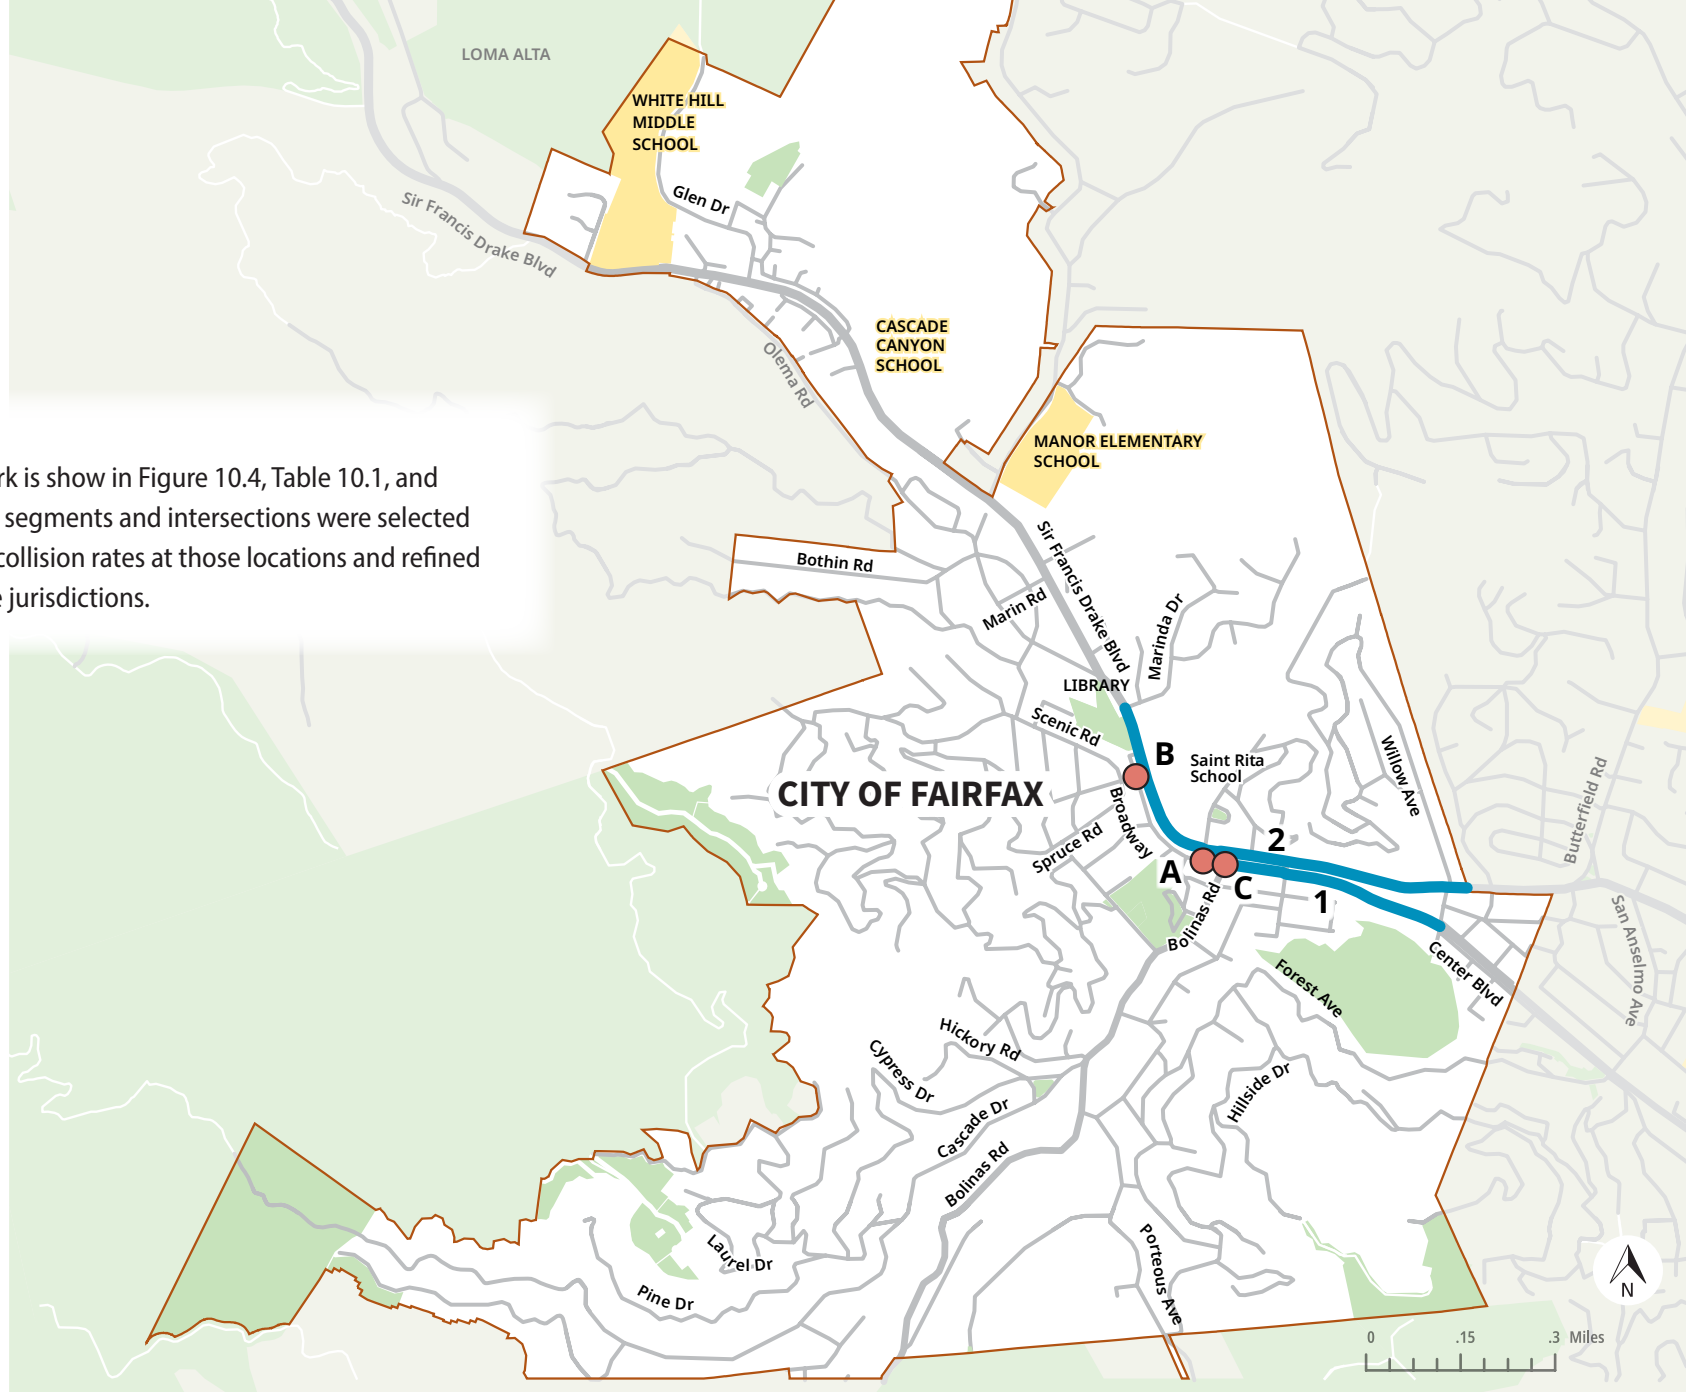 LOMA ALTA
WHITE HILL
MIDDLE
SCHOOL
Glen Dr
Sir Francis Drake Blvd
CASCADE
CANYON
SCHOOL
Olema Rd
MANOR ELEMENTARY
SCHOOL
rk is show in Figure 10.4, Table 10.1, and
segments and intersections were selected
collision rates at those locations and refined
e jurisdictions.
Bothin Rd
Sir Francis Drake Blvd
Marin Rd
Marinda Dr
LIBRARY
Scenic Rd
B
Saint Rita
School
Willow Ave
Butterfield Rd
CITY OF FAIRFAX
Broadway
Spruce Rd
2
A
C
1
Bolinas Rd
San Anselmo Ave
Center Blvd
Forest Ave
Hickory Rd
Cypress Dr
Hillside Dr
Cascade Dr
Bolinas Rd
Laurel Dr
Porteous Ave
Pine Dr
N
0 .15 .3 Miles